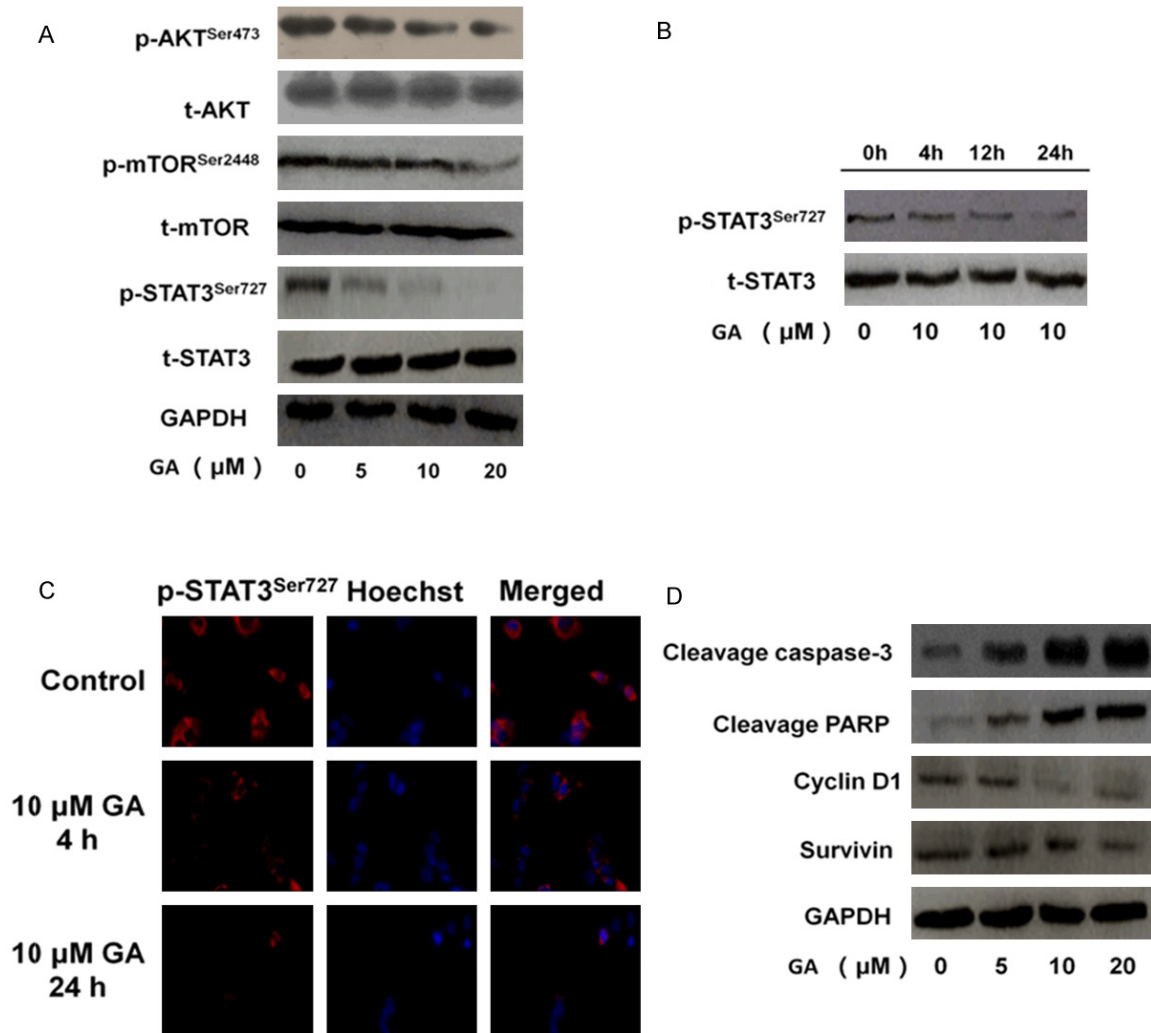 A
p-AKTSer473
t-AKT
p-mTORSer2448
t-mTOR
p-STAT3Ser727
t-STAT3
GAPDH
GA ( μM ) 0 5 10 20
B
0h 4h 12h 24h
p-STAT3Ser727
t-STAT3
GA ( μM ) 0 10 10 10
C
p-STAT3Ser727 Hoechst Merged
Control
10 μM GA
4 h
10 μM GA
24 h
D
Cleavage caspase-3
Cleavage PARP
Cyclin D1
Survivin
GAPDH
GA ( μM ) 0 5 10 20